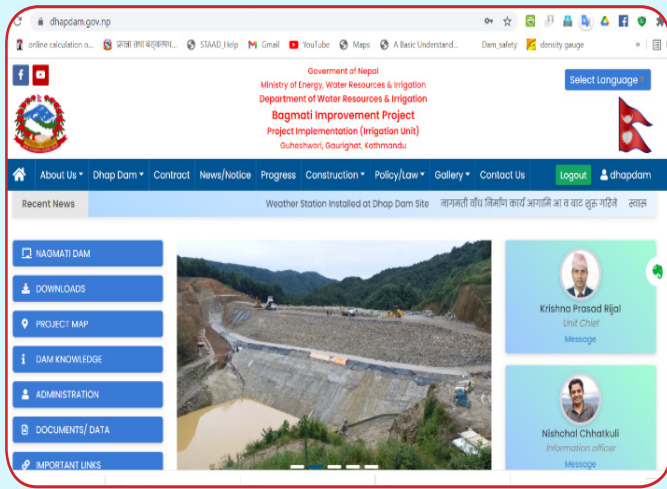 dhapdam.gov.np
online calculation o...
STAAD_Help
Gmail
YouTube
Maps
A Basic Understand...
Dam_safety
density gauge
»
Goverment of Nepal
Ministry of Energy, Water Resources & Irrigation
Department of Water Resources & Irrigation
Bagmati Improvement Project
Project Implementation (Irrigation Unit)
Guheshwori, Gaurighat, Kathmandu
Select Language
About Us
Dhap Dam
Contract
News/Notice
Progress
Construction
Policy/Law
Gallery
Contact Us
Logout
dhapdam
Recent News
Weather Station Installed at Dhap Dam Site
नागमती बाँध निर्माण कार्य आगामि आ व बाट शुरु गरिने
NAGMATI DAM
DOWNLOADS
PROJECT MAP
DAM KNOWLEDGE
ADMINISTRATION
DOCUMENTS/ DATA
IMPORTANT LINKS
Krishna Prasad Rijal
Unit Chief
Message
Nishchal Chhatkuli
Information officer
Message